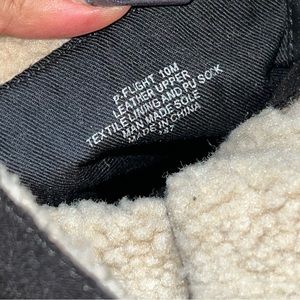 P-FLIGHT 10M
LEATHER UPPER
TEXTILE LINING AND PU SOCK
MAN MADE SOLE
MADE IN CHINA